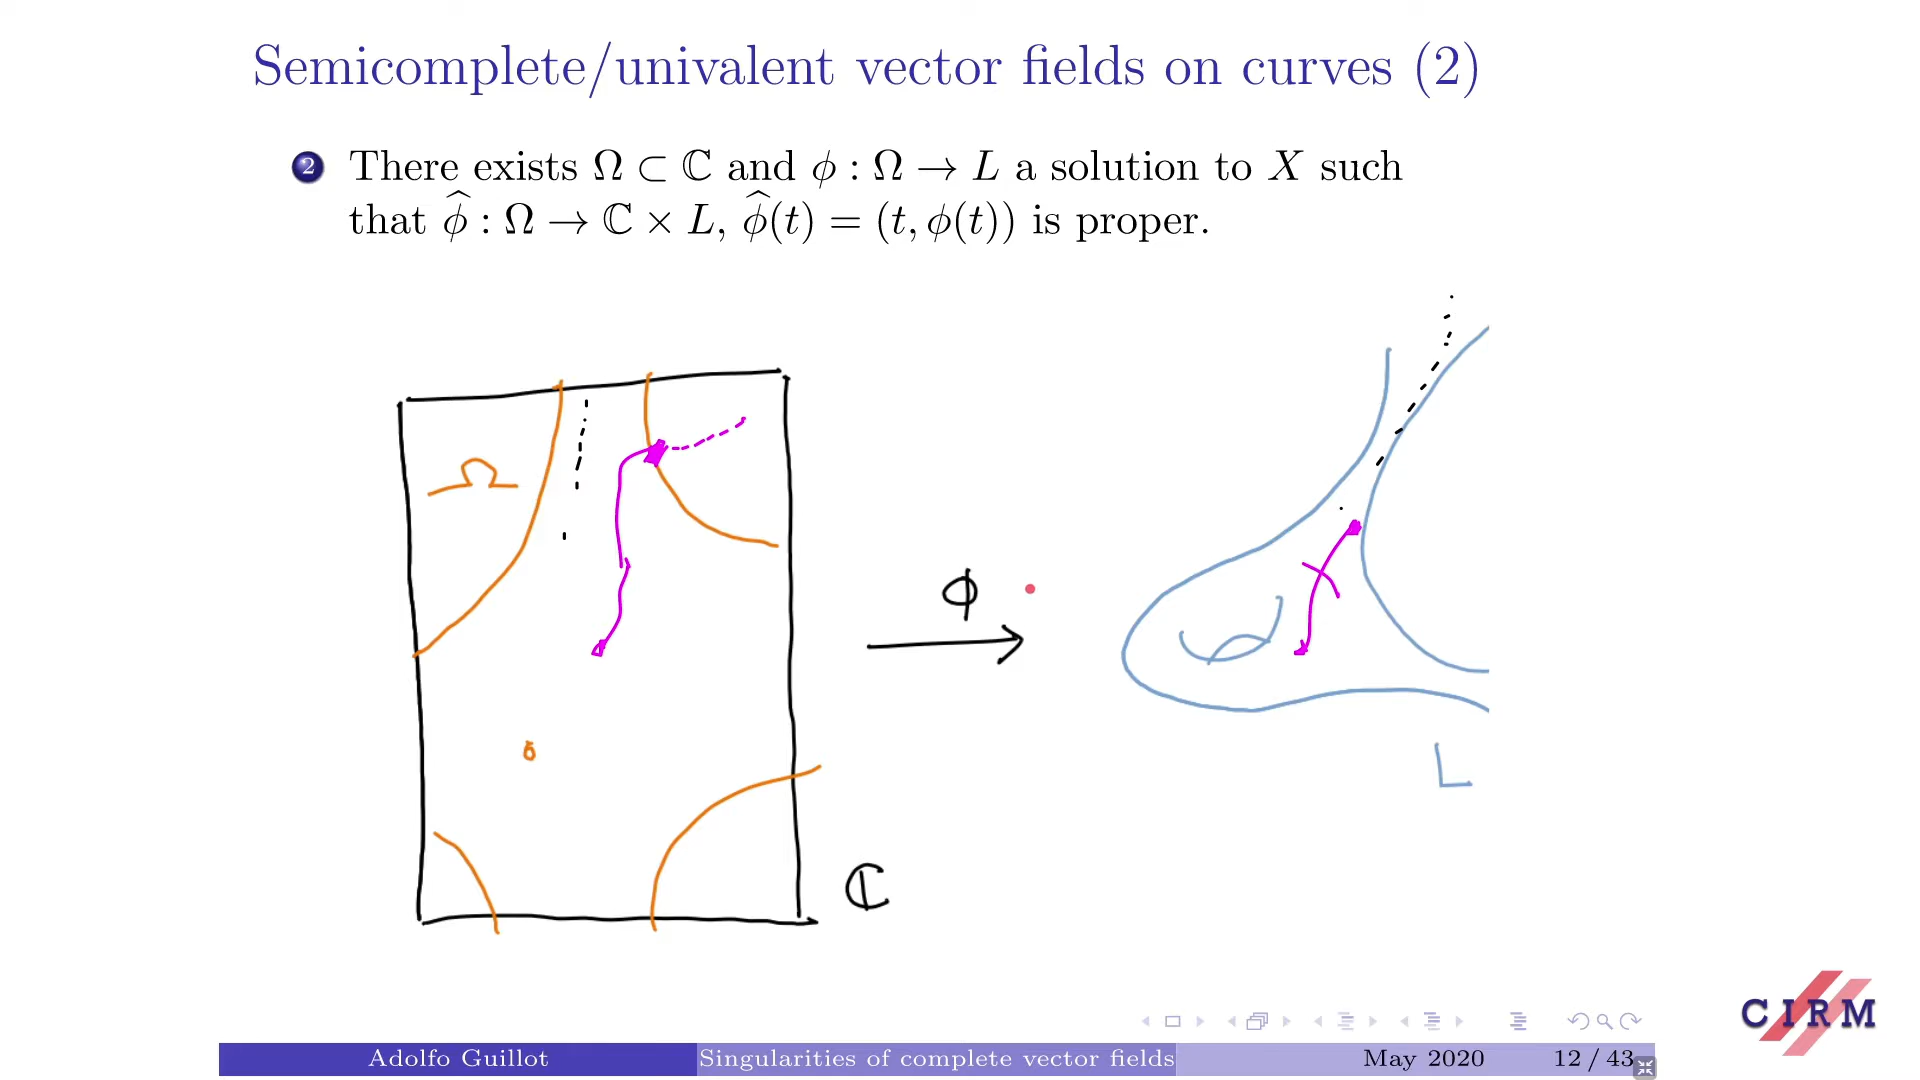 Semicomplete/univalent vector fields on curves (2)
2 There exists Ω ⊂ ℂ and ϕ : Ω → L a solution to X such
that ϕ̂ : Ω → ℂ × L, ϕ̂(t) = (t, ϕ(t)) is proper.
Ω
ϕ
L
ℂ
CIRM
Adolfo Guillot Singularities of complete vector fields May 2020 12 / 43